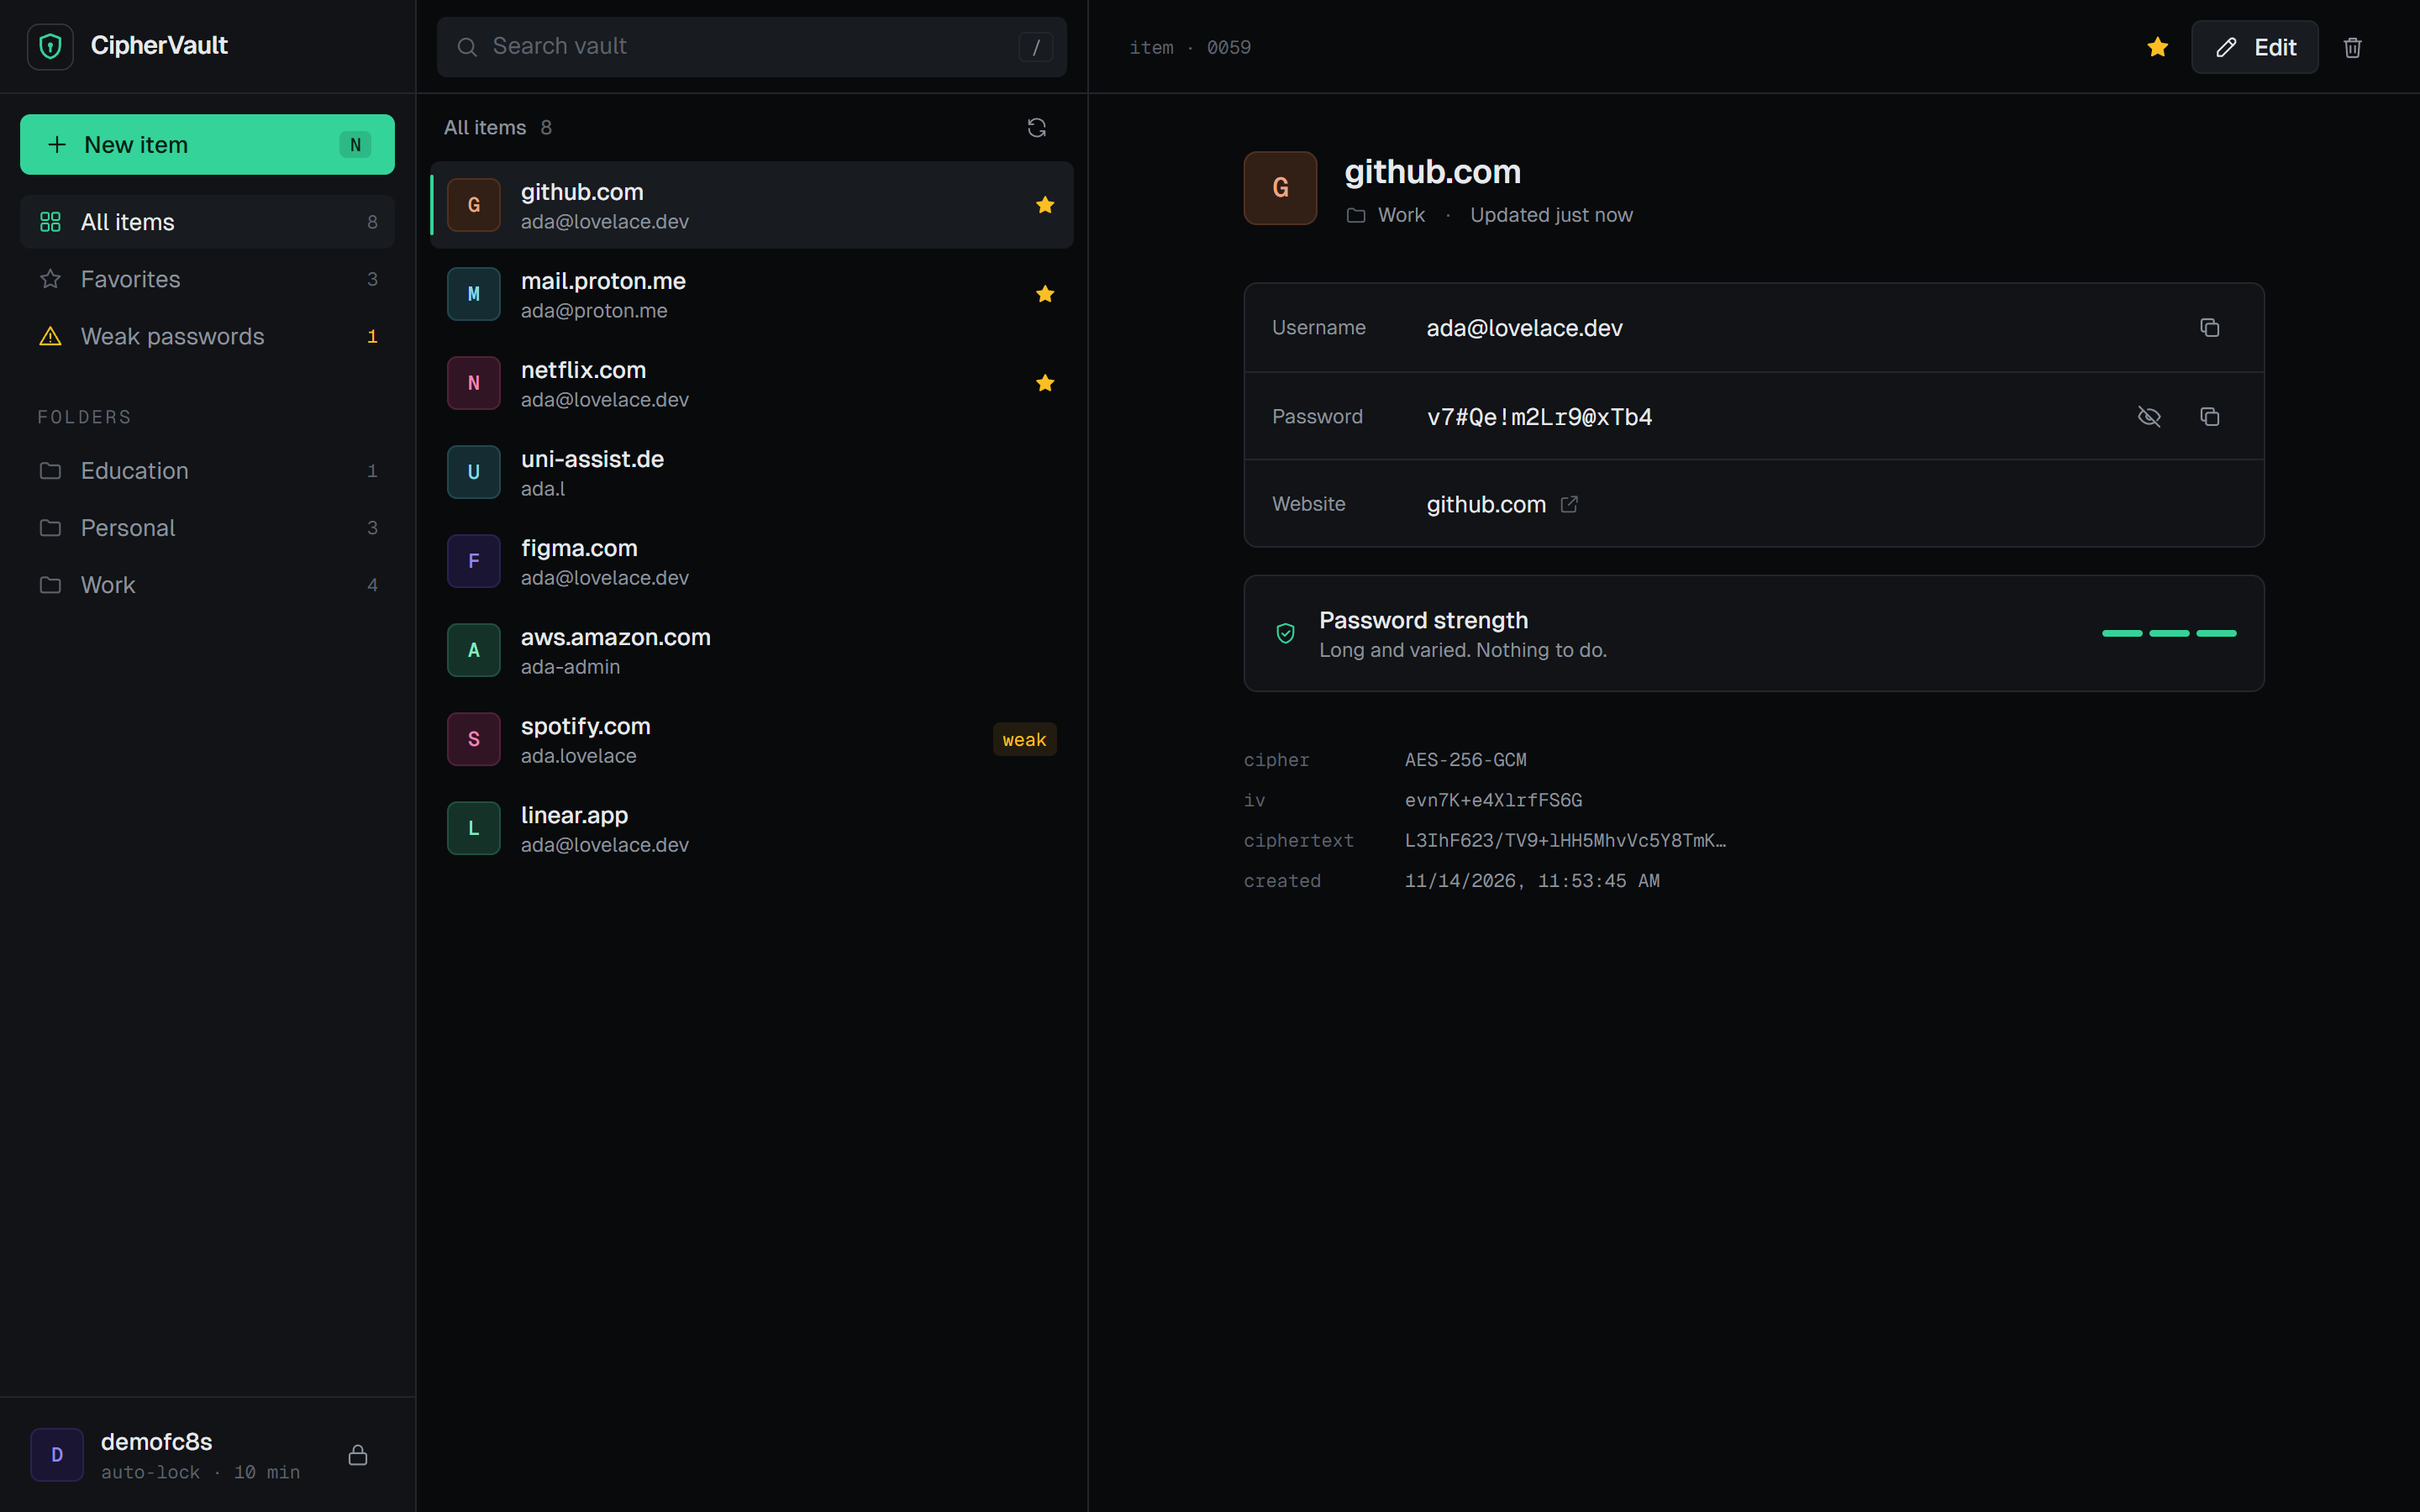 CipherVault
New item N
All items 8
Favorites 3
Weak passwords 1
FOLDERS
Education 1
Personal 3
Work 4
D
demofc8s
auto-lock · 10 min
Search vault /
All items 8
G
github.com
ada@lovelace.dev
M
mail.proton.me
ada@proton.me
N
netflix.com
ada@lovelace.dev
U
uni-assist.de
ada.l
F
figma.com
ada@lovelace.dev
A
aws.amazon.com
ada-admin
S
spotify.com
ada.lovelace
weak
L
linear.app
ada@lovelace.dev
item · 0059
Edit
G
github.com
Work · Updated just now
Username ada@lovelace.dev
Password v7#Qe!m2Lr9@xTb4
Website github.com
Password strength
Long and varied. Nothing to do.
cipher AES-256-GCM
iv evn7K+e4XlrfFS6G
ciphertext L3IhF623/TV9+lHH5MhvVc5Y8TmK…
created 11/14/2026, 11:53:45 AM